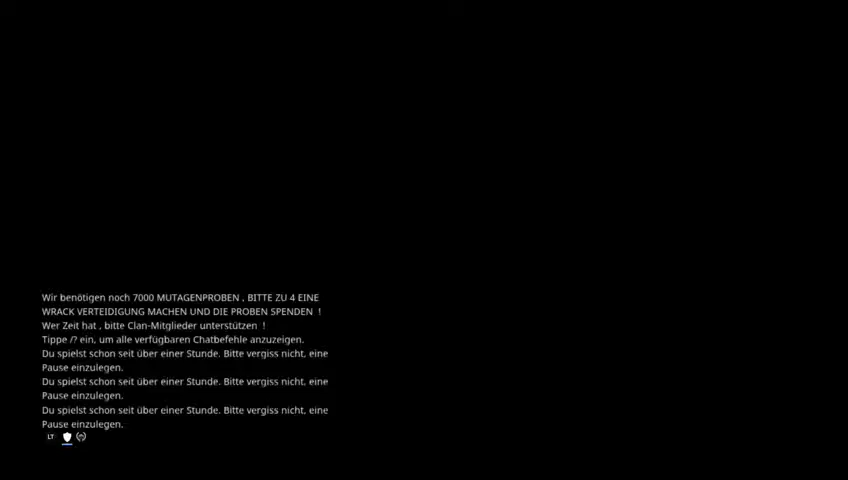 Wir benötigen noch 7000 MUTAGENPROBEN , BITTE ZU 4 EINE
WRACK VERTEIDIGUNG MACHEN UND DIE PROBEN SPENDEN  !
Wer Zeit hat , bitte Clan-Mitglieder unterstützen  !
Tippe /? ein, um alle verfügbaren Chatbefehle anzuzeigen.
Du spielst schon seit über einer Stunde. Bitte vergiss nicht, eine
Pause einzulegen.
Du spielst schon seit über einer Stunde. Bitte vergiss nicht, eine
Pause einzulegen.
Du spielst schon seit über einer Stunde. Bitte vergiss nicht, eine
Pause einzulegen.
LT